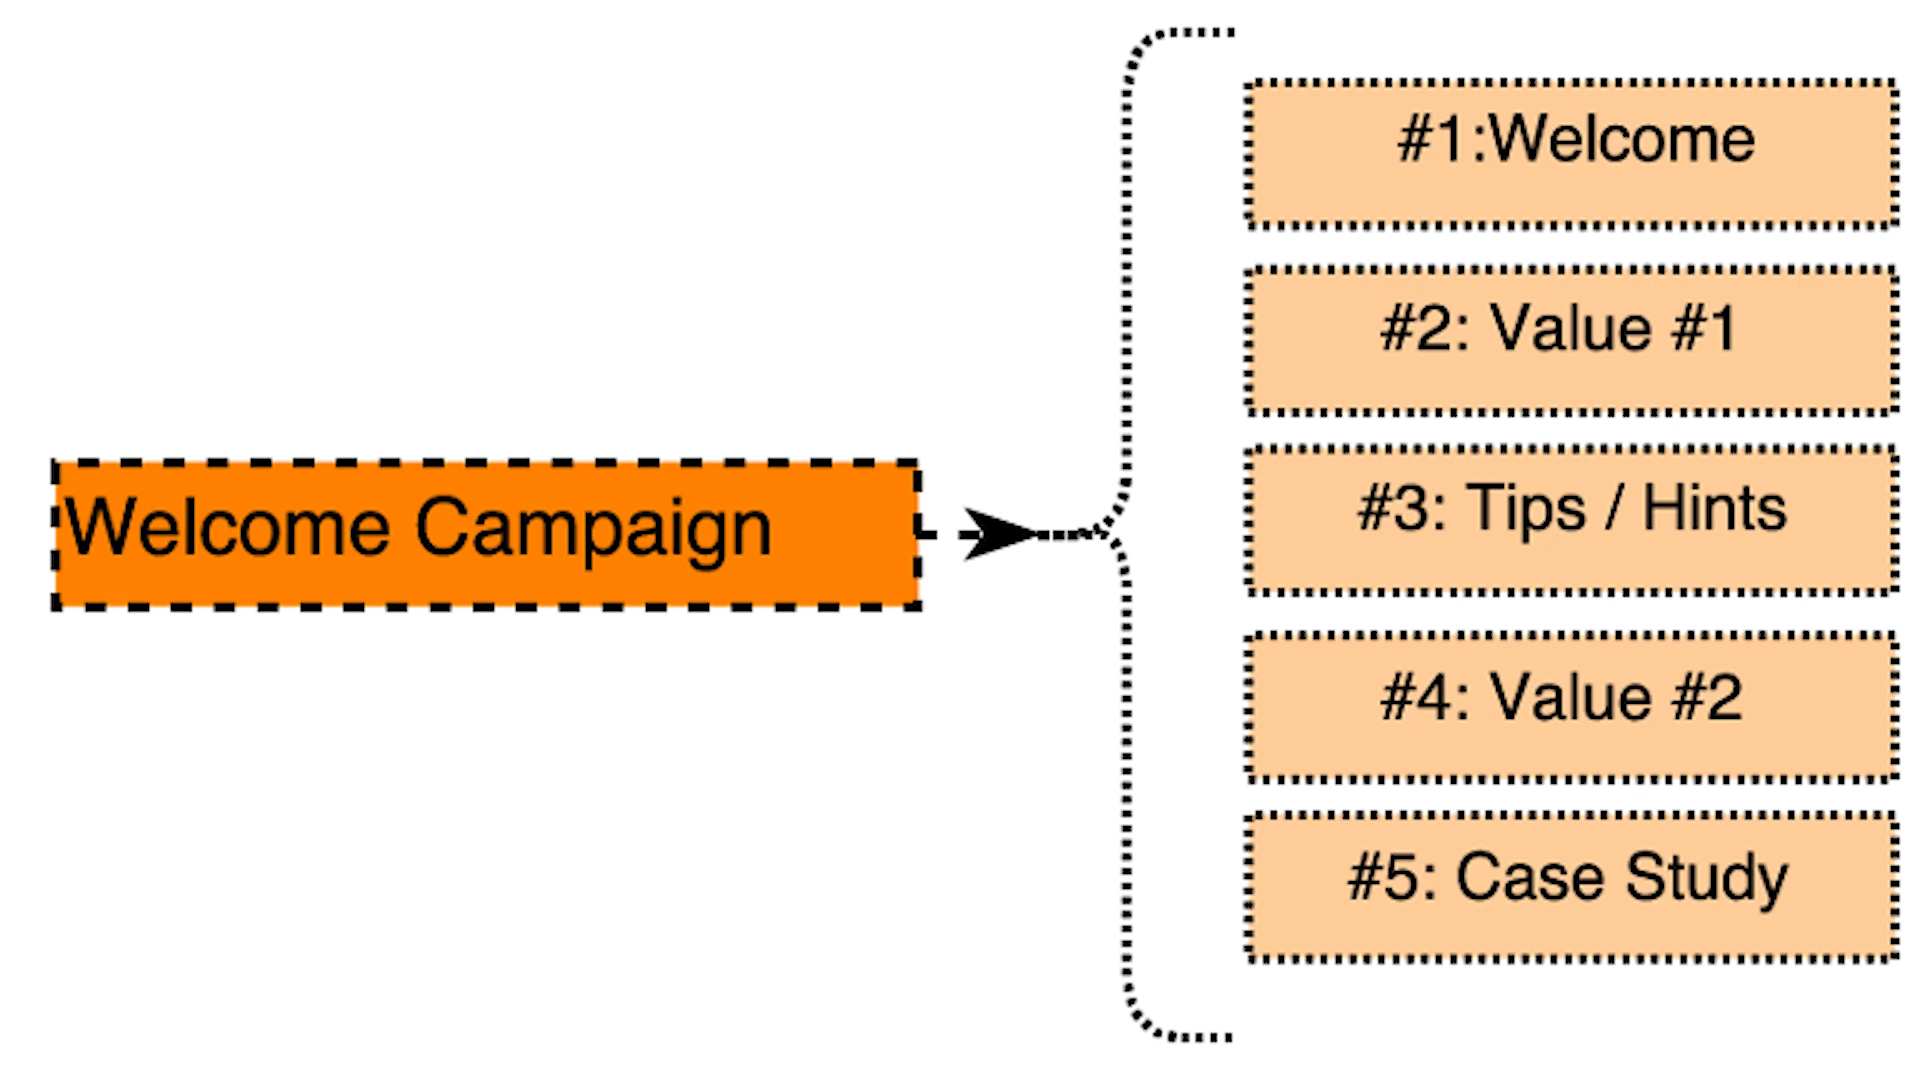 Welcome Campaign
#1:Welcome
#2: Value #1
#3: Tips / Hints
#4: Value #2
#5: Case Study